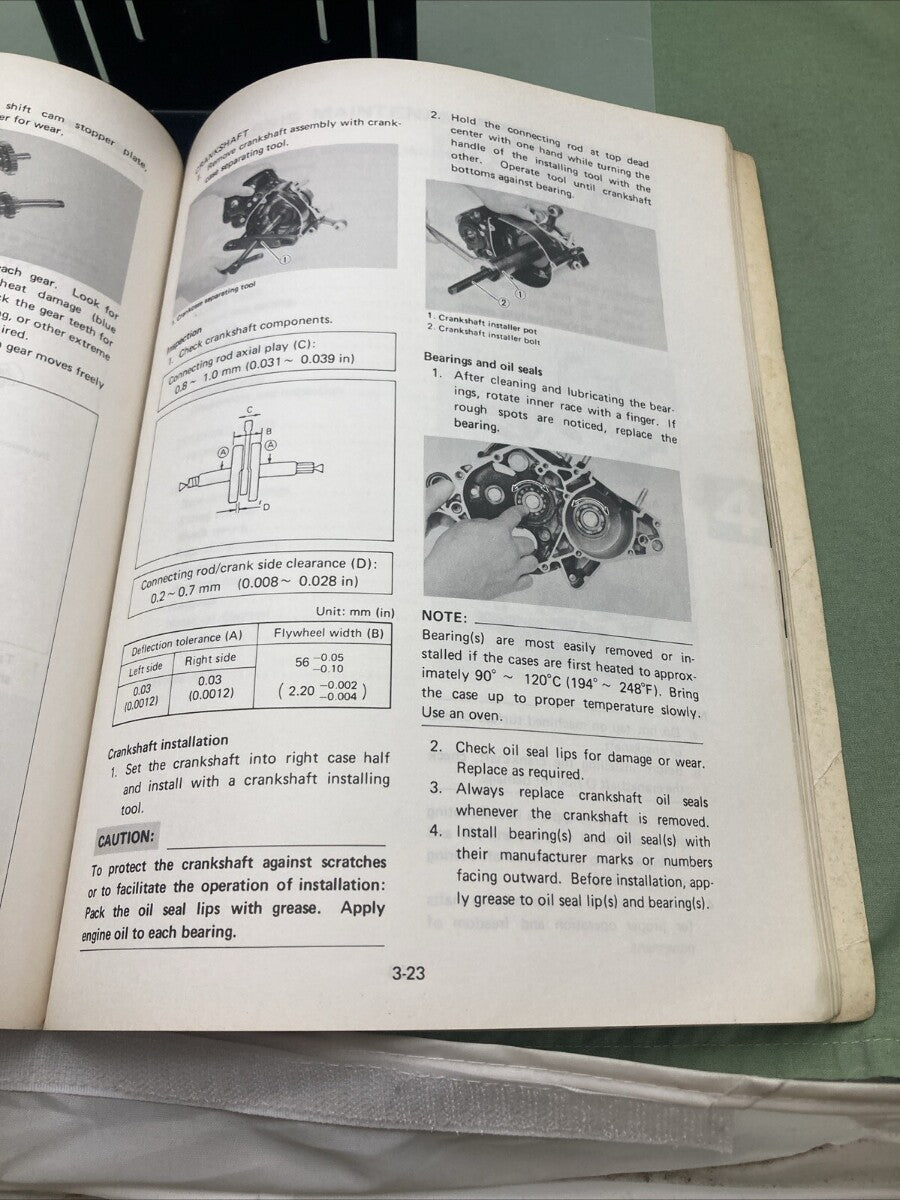 shift cam stopper plate,
er for wear.
each gear. Look for
heat damage (blue
k the gear teeth for
g, or other extreme
ired.
gear moves freely
CRANKSHAFT
Remove crankshaft assembly with crank-
case separating tool.
1
Crankcase separating tool
Inspection
1. Check crankshaft components.
Connecting rod axial play (C):
0.8 ~ 1.0 mm (0.031 ~ 0.039 in)
C
B
A
A
D
Connecting rod/crank side clearance (D):
0.2 ~ 0.7 mm (0.008 ~ 0.028 in)
Unit: mm (in)
Deflection tolerance (A) Flywheel width (B)
Left side Right side
56 −0.05 −0.10
0.03 (0.0012) 0.03 (0.0012)
( 2.20 −0.002 −0.004 )
Crankshaft installation
1. Set the crankshaft into right case half
and install with a crankshaft installing
tool.
CAUTION:
To protect the crankshaft against scratches
or to facilitate the operation of installation:
Pack the oil seal lips with grease. Apply
engine oil to each bearing.
2. Hold the connecting rod at top dead
center with one hand while turning the
handle of the installing tool with the
other. Operate tool until crankshaft
bottoms against bearing.
1
2
1. Crankshaft installer pot
2. Crankshaft installer bolt
Bearings and oil seals
1. After cleaning and lubricating the bear-
ings, rotate inner race with a finger. If
rough spots are noticed, replace the
bearing.
NOTE:
Bearing(s) are most easily removed or in-
stalled if the cases are first heated to approx-
imately 90° ~ 120°C (194° ~ 248°F). Bring
the case up to proper temperature slowly.
Use an oven.
2. Check oil seal lips for damage or wear.
Replace as required.
3. Always replace crankshaft oil seals
whenever the crankshaft is removed.
4. Install bearing(s) and oil seal(s) with
their manufacturer marks or numbers
facing outward. Before installation, app-
ly grease to oil seal lip(s) and bearing(s).
3-23